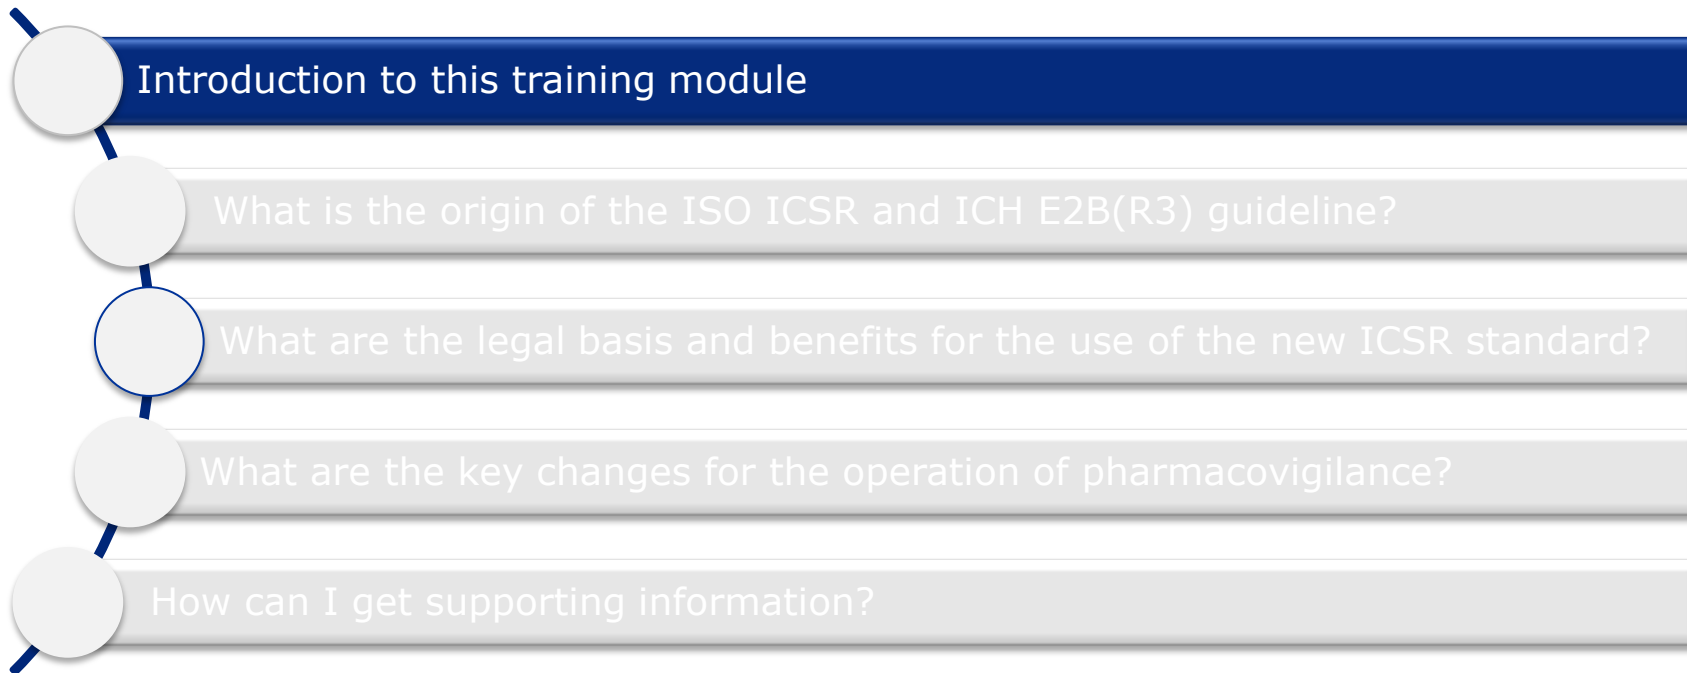 Introduction to this training module
What is the origin of the ISO ICSR and ICH E2B(R3) guideline?
What are the legal basis and benefits for the use of the new ICSR standard?
What are the key changes for the operation of pharmacovigilance?
How can I get supporting information?